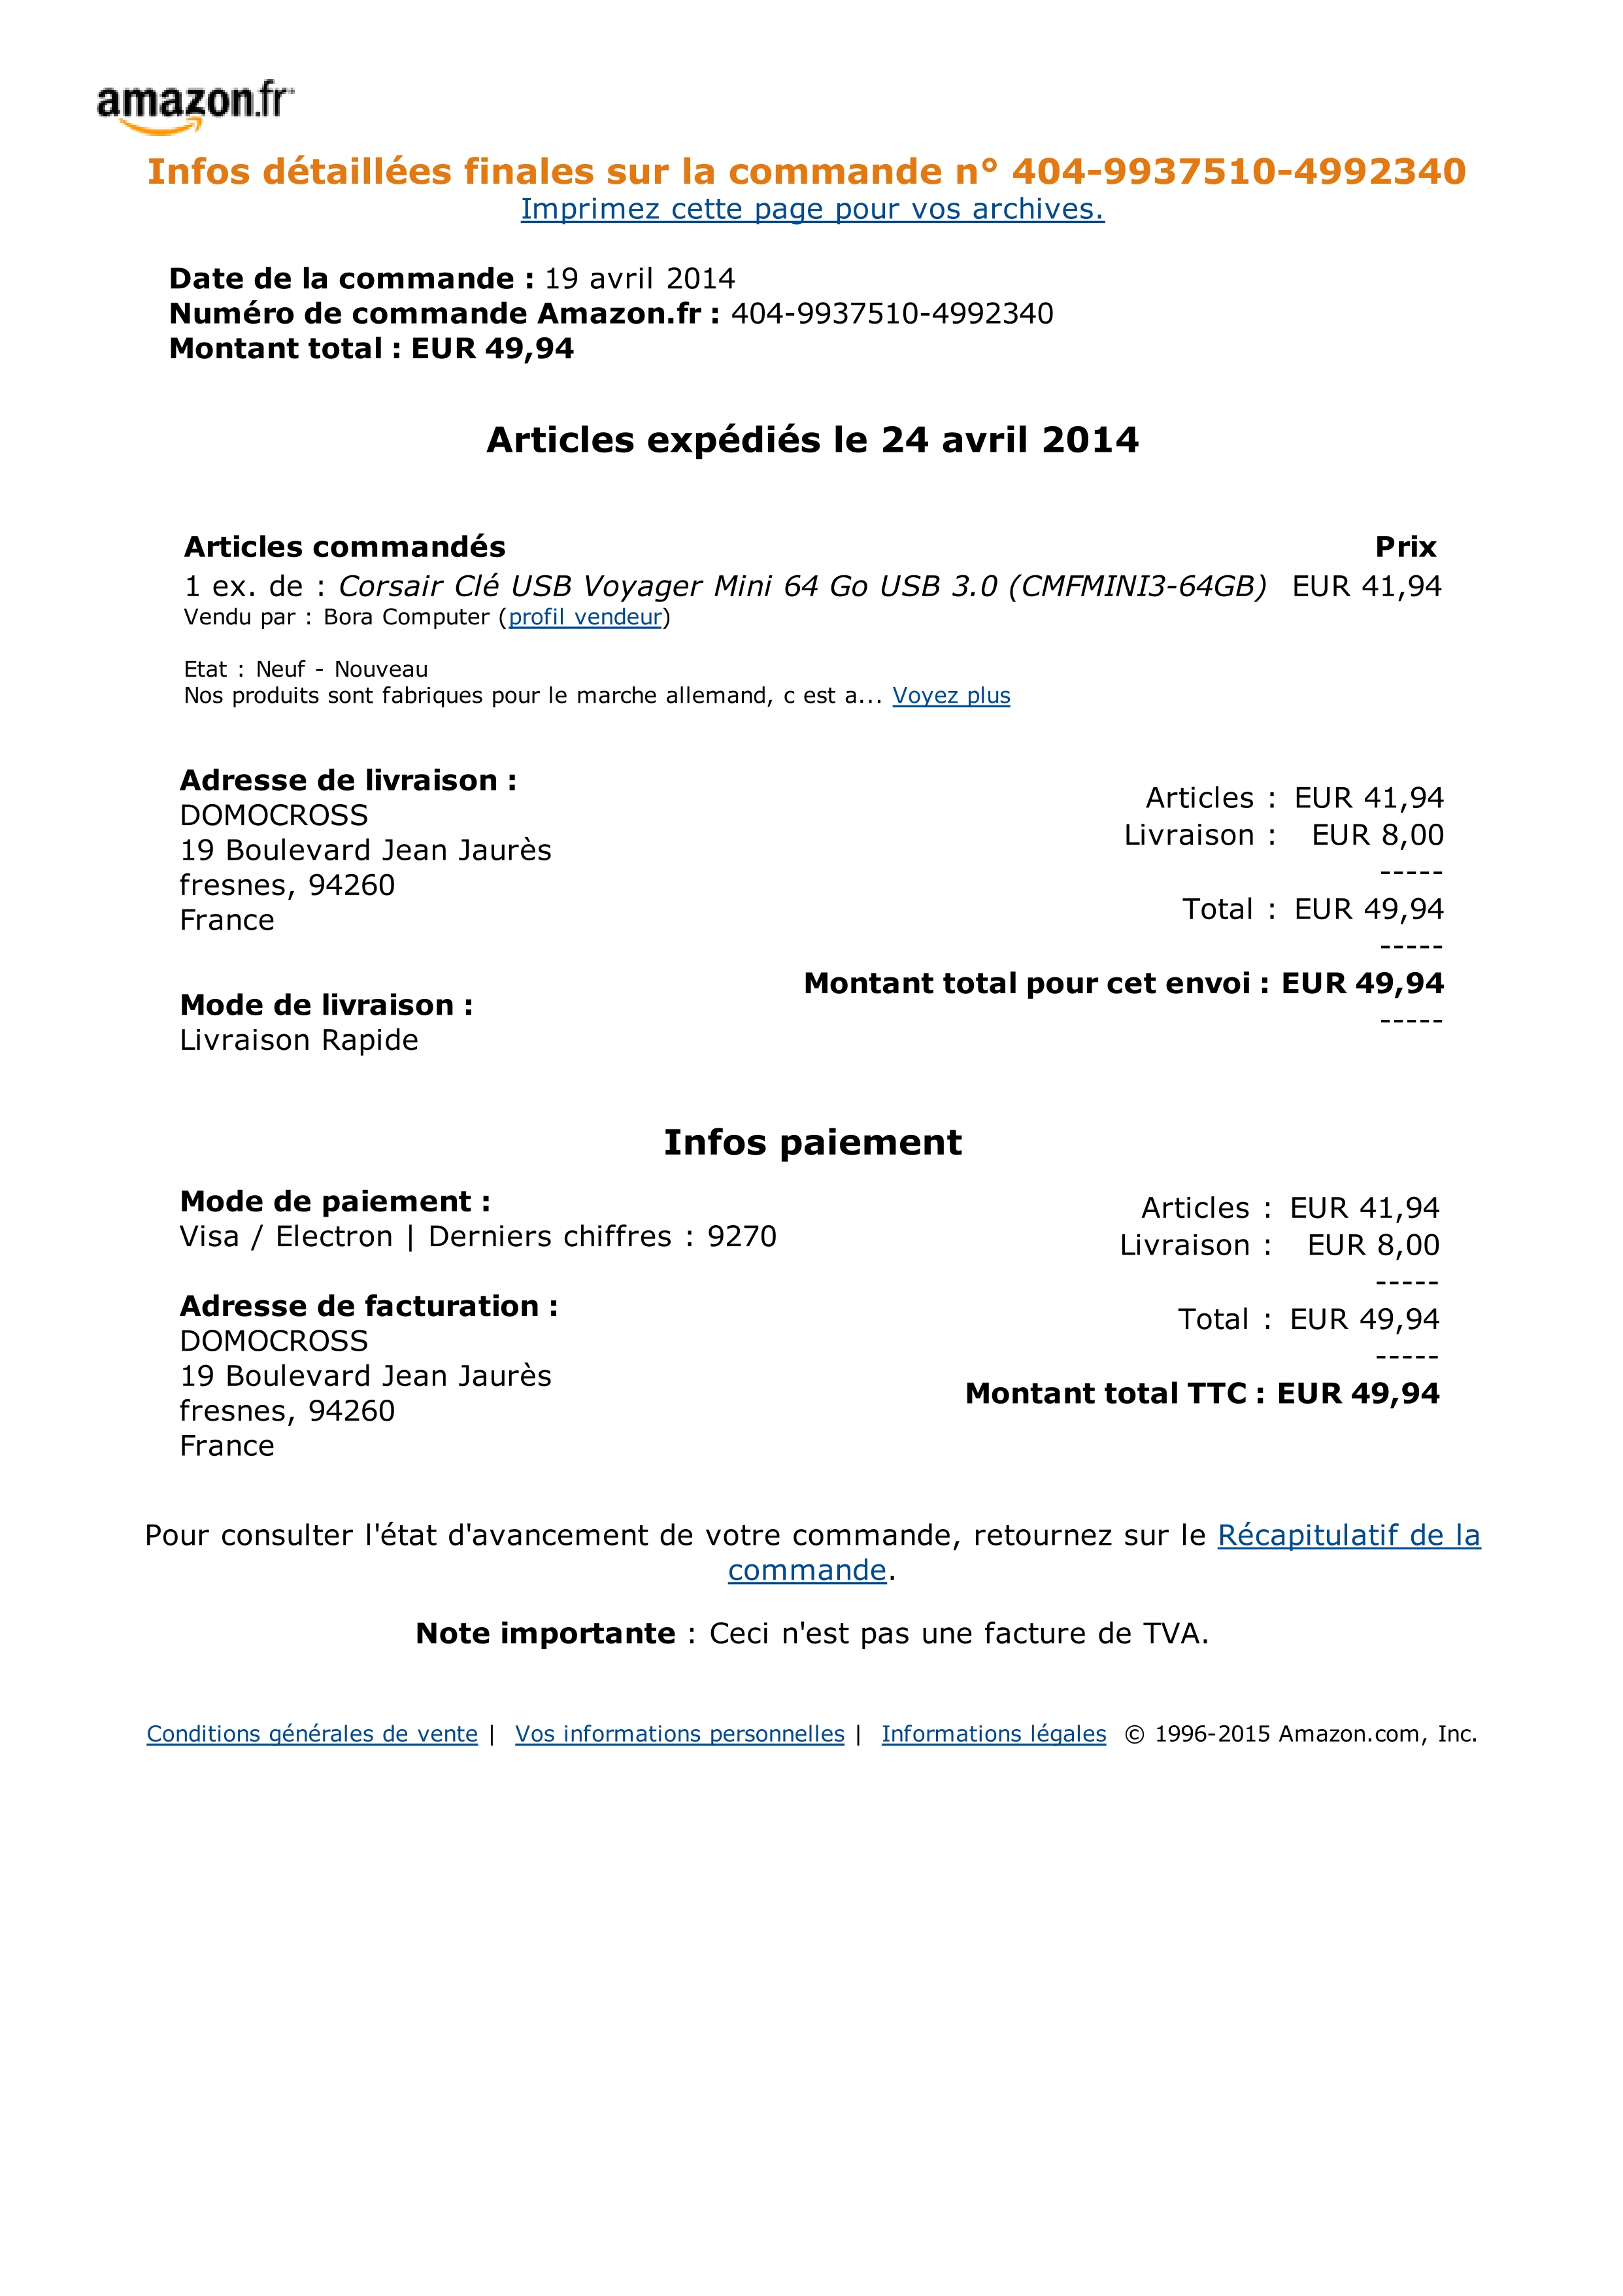 amazon.fr
Infos détaillées finales sur la commande n° 404-9937510-4992340
Imprimez cette page pour vos archives.
Date de la commande : 19 avril 2014
Numéro de commande Amazon.fr : 404-9937510-4992340
Montant total : EUR 49,94
Articles expédiés le 24 avril 2014
Articles commandés Prix
1 ex. de : Corsair Clé USB Voyager Mini 64 Go USB 3.0 (CMFMINI3-64GB) EUR 41,94
Vendu par : Bora Computer (profil vendeur)
Etat : Neuf - Nouveau
Nos produits sont fabriques pour le marche allemand, c est a... Voyez plus
Adresse de livraison :
DOMOCROSS
19 Boulevard Jean Jaurès
fresnes, 94260
France
Mode de livraison :
Livraison Rapide
Articles : EUR 41,94
Livraison : EUR 8,00
-----
Total : EUR 49,94
-----
Montant total pour cet envoi : EUR 49,94
-----
Infos paiement
Mode de paiement :
Visa / Electron | Derniers chiffres : 9270
Adresse de facturation :
DOMOCROSS
19 Boulevard Jean Jaurès
fresnes, 94260
France
Articles : EUR 41,94
Livraison : EUR 8,00
-----
Total : EUR 49,94
-----
Montant total TTC : EUR 49,94
Pour consulter l'état d'avancement de votre commande, retournez sur le Récapitulatif de la
commande.
Note importante : Ceci n'est pas une facture de TVA.
Conditions générales de vente | Vos informations personnelles | Informations légales © 1996-2015 Amazon.com, Inc.